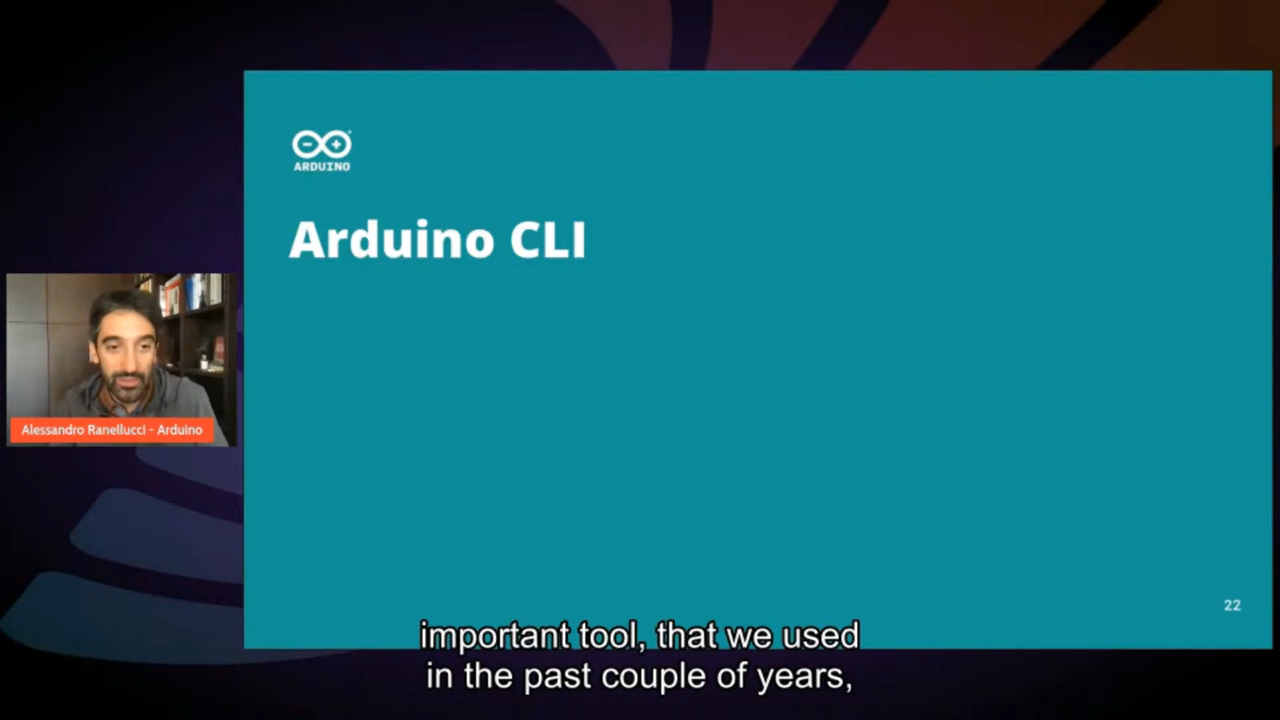 ARDUINO
Arduino CLI
Alessandro Ranellucci - Arduino
22
important tool, that we used
in the past couple of years,